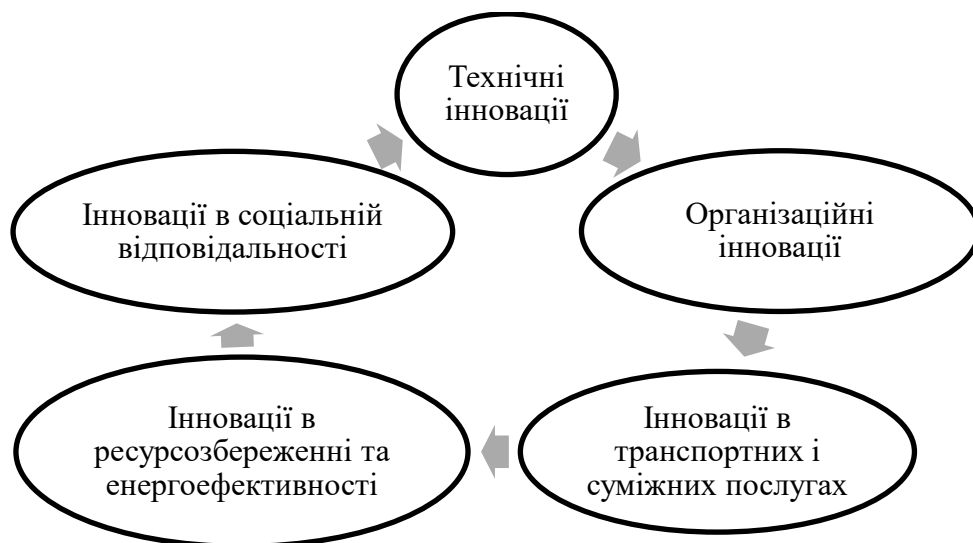 Технічні
інновації
Інновації в соціальній
відповідальності
Організаційні
інновації
Інновації в
ресурсозбереженні та
енергоефективності
Інновації в
транспортних і
суміжних послугах